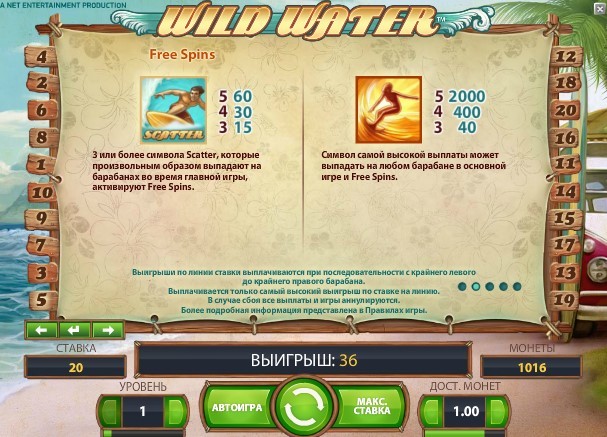 A NET ENTERTAINMENT PRODUCTION
WILD WATER™
Free Spins
SCATTER
5 60
4 30
3 15
5 2000
4 400
3 40
3 или более символа Scatter, которые
произвольным образом выпадают на
барабанах во время главной игры,
активируют Free Spins.
Символ самой высокой выплаты может
выпадать на любом барабане в основной
игре и Free Spins.
4
2
6
8
1
10
9
7
3
5
12
18
20
16
11
14
15
17
13
19
Выигрыши по линии ставки выплачиваются при последовательности с крайнего левого
до крайнего правого барабана.
Выплачивается только самый высокий выигрыш по ставке на линию.
В случае сбоя все выплаты и игры аннулируются.
Более подробная информация представлена в Правилах игры.
СТАВКА
20
ВЫИГРЫШ: 36
МОНЕТЫ
1016
УРОВЕНЬ
1
АВТОИГРА
МАКС.
СТАВКА
ДОСТ. МОНЕТ
1.00